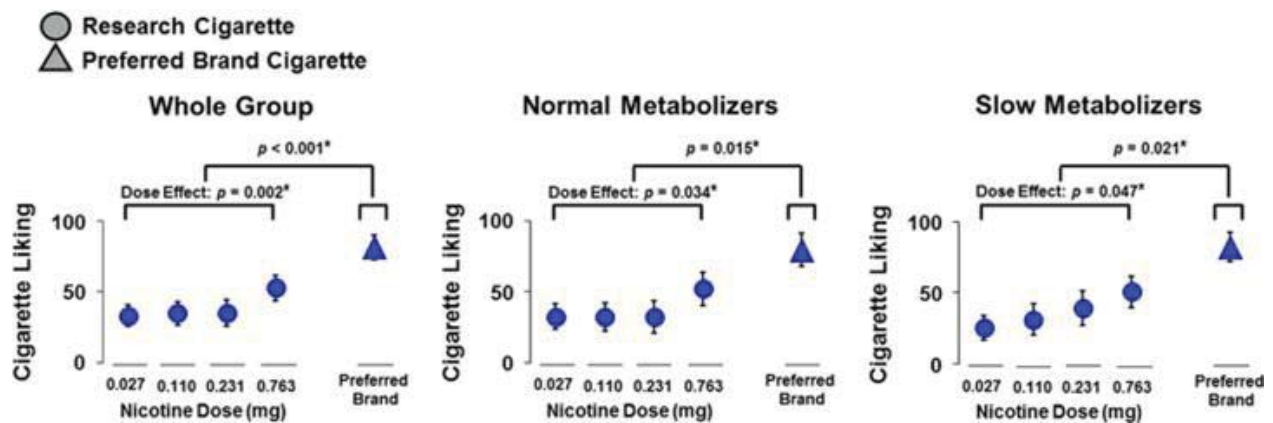 Research Cigarette
Preferred Brand Cigarette
Whole Group
p < 0.001*
Dose Effect: p = 0.002*
Cigarette Liking
100
50
0
0.027 0.110 0.231 0.763
Preferred
Brand
Nicotine Dose (mg)
Normal Metabolizers
p = 0.015*
Dose Effect: p = 0.034*
Cigarette Liking
100
50
0
0.027 0.110 0.231 0.763
Preferred
Brand
Nicotine Dose (mg)
Slow Metabolizers
p = 0.021*
Dose Effect: p = 0.047*
Cigarette Liking
100
50
0
0.027 0.110 0.231 0.763
Preferred
Brand
Nicotine Dose (mg)